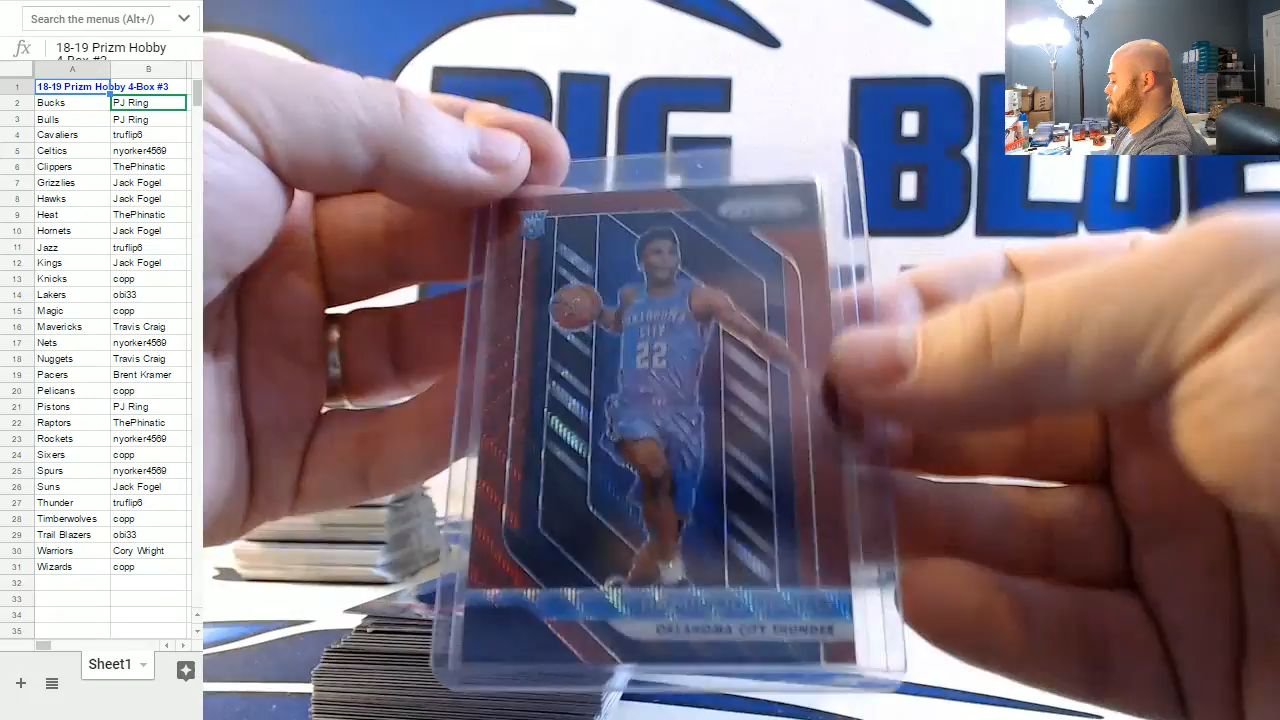 Search the menus (Alt+/)
fx
18-19 Prizm Hobby
4-Box #3
A B
1 18-19 Prizm Hobby 4-Box #3
2 Bucks PJ Ring
3 Bulls PJ Ring
4 Cavaliers truflip6
5 Celtics nyorker4569
6 Clippers ThePhinatic
7 Grizzlies Jack Fogel
8 Hawks Jack Fogel
9 Heat ThePhinatic
10 Hornets Jack Fogel
11 Jazz truflip6
12 Kings Jack Fogel
13 Knicks copp
14 Lakers obi33
15 Magic copp
16 Mavericks Travis Craig
17 Nets nyorker4569
18 Nuggets Travis Craig
19 Pacers Brent Kramer
20 Pelicans copp
21 Pistons PJ Ring
22 Raptors ThePhinatic
23 Rockets nyorker4569
24 Sixers copp
25 Spurs nyorker4569
26 Suns Jack Fogel
27 Thunder truflip6
28 Timberwolves copp
29 Trail Blazers obi33
30 Warriors Cory Wright
31 Wizards copp
32
33
34
35
Sheet1
BIG BLUE
OKLAHOMA
CITY
22
OKLAHOMA CITY THUNDER